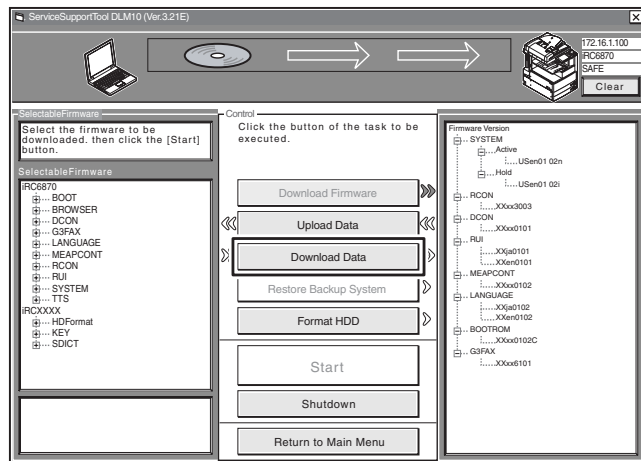 ServiceSupportTool DLM10 (Ver.3.21E)
172.16.1.100
iRC6870
SAFE
Clear
SelectableFirmware
Select the firmware to be
downloaded. then click the [Start]
button.
SelectableFirmware
iRC6870
BOOT
BROWSER
DCON
G3FAX
LANGUAGE
MEAPCONT
RCON
RUI
SYSTEM
TTS
iRCXXXX
HDFormat
KEY
SDICT
Control
Click the button of the task to be
executed.
Download Firmware
Upload Data
Download Data
Restore Backup System
Format HDD
Start
Shutdown
Return to Main Menu
Firmware Version
SYSTEM
Active
USen01 02n
Hold
USen01 02i
RCON
XXxx3003
DCON
XXxx0101
RUI
XXja0101
XXen0101
MEAPCONT
XXxx0102
LANGUAGE
XXja0102
XXen0102
BOOTROM
XXxx0102C
G3FAX
XXxx6101